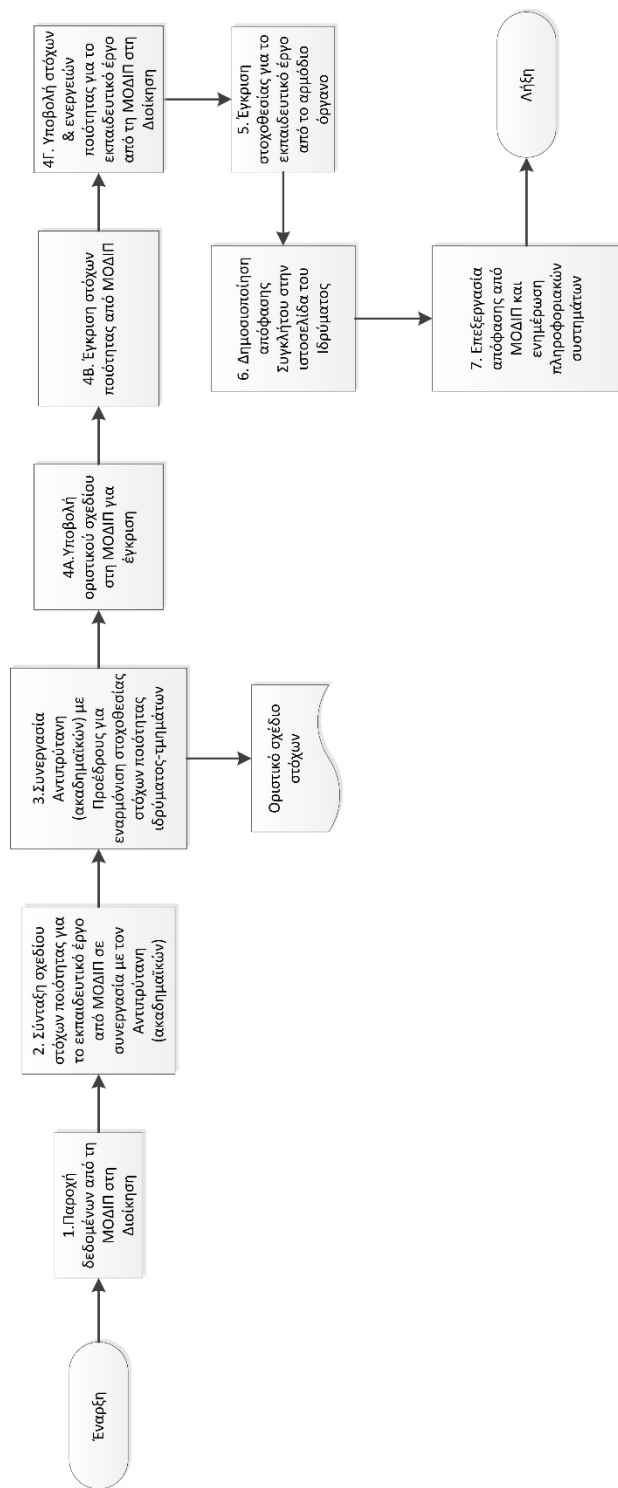 Έναρξη
1.Παροχή
δεδομένων από τη
ΜΟΔΙΠ στη
Διοίκηση
2. Σύνταξη σχεδίου
στόχων ποιότητας για
το εκπαιδευτικό έργο
από ΜΟΔΙΠ σε
συνεργασία με τον
Αντιπρύτανη
(ακαδημαϊκών)
3.Συνεργασία
Αντιπρύτανη
(ακαδημαϊκών) με
Προέδρους για
εναρμόνιση στοχοθεσίας
στόχων ποιότητας
ιδρύματος-τμημάτων
Οριστικό σχέδιο
στόχων
4Α.Υποβολή
οριστικού σχεδίου
στη ΜΟΔΙΠ για
έγκριση
4Β. Έγκριση στόχων
ποιότητας από ΜΟΔΙΠ
4Γ. Υποβολή στόχων
& ενεργειών
ποιότητας για το
εκπαιδευτικό έργο
από τη ΜΟΔΙΠ στη
Διοίκηση
5. Έγκριση
στοχοθεσίας για το
εκπαιδευτικό έργο
από το αρμόδιο
όργανο
6. Δημοσιοποίηση
απόφασης
Συγκλήτου στην
ιστοσελίδα του
Ιδρύματος
7. Επεξεργασία
απόφασης από
ΜΟΔΙΠ και
ενημέρωση
πληροφοριακών
συστημάτων
Λήξη